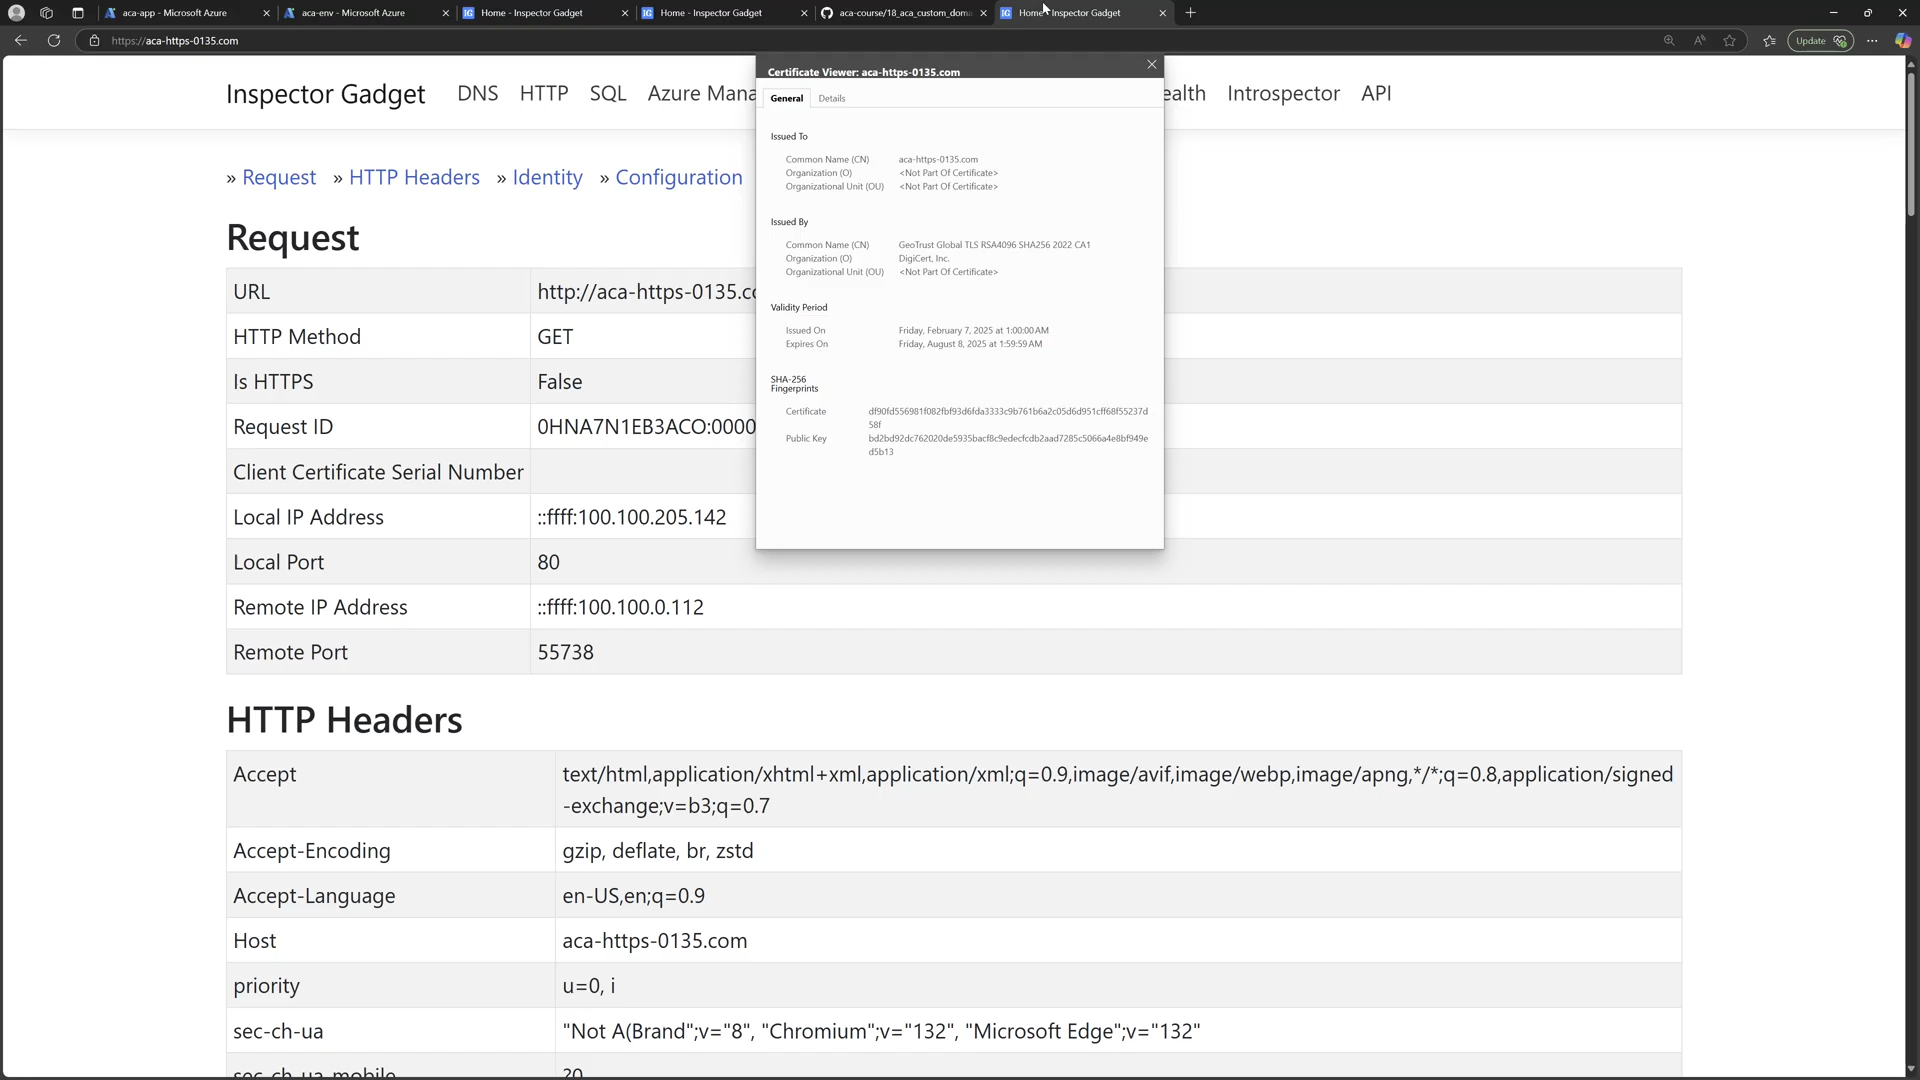 aca-app - Microsoft Azure
aca-env - Microsoft Azure
Home - Inspector Gadget
Home - Inspector Gadget
aca-course/18_aca_custom_dom
Home - Inspector Gadget
https://aca-https-0135.com
Update
Inspector Gadget DNS HTTP SQL Azure Mana ealth Introspector API
» Request » HTTP Headers » Identity » Configuration
Request
URL http://aca-https-0135.co
HTTP Method GET
Is HTTPS False
Request ID 0HNA7N1EB3ACO:0000
Client Certificate Serial Number
Local IP Address ::ffff:100.100.205.142
Local Port 80
Remote IP Address ::ffff:100.100.0.112
Remote Port 55738
Certificate Viewer: aca-https-0135.com
General Details
Issued To
Common Name (CN) aca-https-0135.com
Organization (O) <Not Part Of Certificate>
Organizational Unit (OU) <Not Part Of Certificate>
Issued By
Common Name (CN) GeoTrust Global TLS RSA4096 SHA256 2022 CA1
Organization (O) DigiCert, Inc.
Organizational Unit (OU) <Not Part Of Certificate>
Validity Period
Issued On Friday, February 7, 2025 at 1:00:00 AM
Expires On Friday, August 8, 2025 at 1:59:59 AM
SHA-256
Fingerprints
Certificate df90fd556981f082fbf93d6fda3333c9b761b6a2c05d6d951cff68f55237d
58f
Public Key bd2bd92dc762020de5935bacf8c9edecfcdb2aad7285c5066a4e8bf949e
d5b13
HTTP Headers
Accept text/html,application/xhtml+xml,application/xml;q=0.9,image/avif,image/webp,image/apng,*/*;q=0.8,application/signed
-exchange;v=b3;q=0.7
Accept-Encoding gzip, deflate, br, zstd
Accept-Language en-US,en;q=0.9
Host aca-https-0135.com
priority u=0, i
sec-ch-ua "Not A(Brand";v="8", "Chromium";v="132", "Microsoft Edge";v="132"
sec-ch-ua-mobile ?0